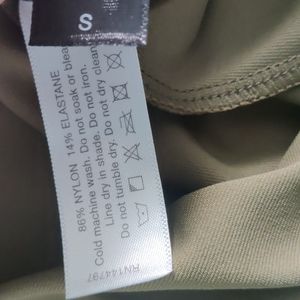 S
86% NYLON 14% ELASTANE
Cold machine wash. Do not soak or blea
Line dry in shade. Do not iron.
Do not tumble dry. Do not dry clean
RN144797